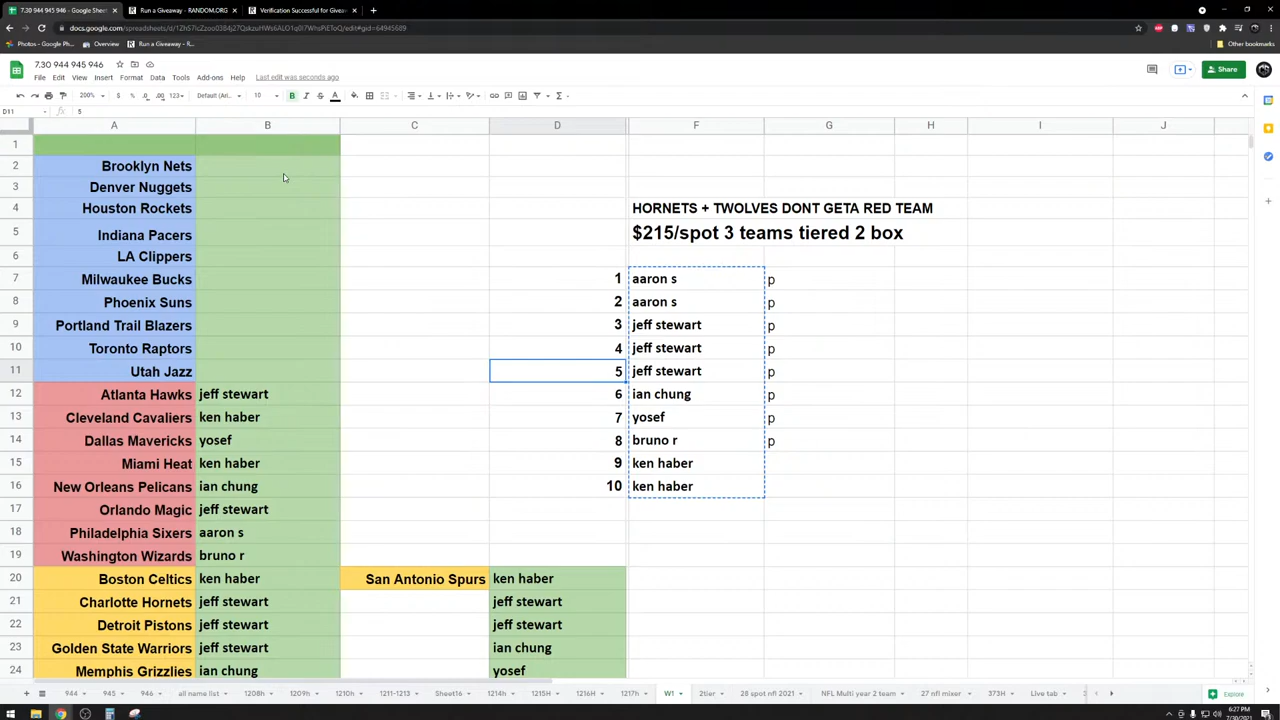 7.30 944 945 946 - Google Sheet
Run a Giveaway - RANDOM.ORG
Verification Successful for Givea
docs.google.com/spreadsheets/d/
Photos - Google Ph...
Overview
Run a Giveaway - R...
Other bookmarks
7.30 944 945 946
File Edit View Insert Format Data Tools Add-ons Help Last edit was seconds ago
Share
200% $ % .0 .00 123 Default (Ari... 10 B I S A
D11 fx 5
A B C D F G H I J
1
2 Brooklyn Nets
3 Denver Nuggets
4 Houston Rockets HORNETS + TWOLVES DONT GETA RED TEAM
5 Indiana Pacers $215/spot 3 teams tiered 2 box
6 LA Clippers
7 Milwaukee Bucks 1 aaron s p
8 Phoenix Suns 2 aaron s p
9 Portland Trail Blazers 3 jeff stewart p
10 Toronto Raptors 4 jeff stewart p
11 Utah Jazz 5 jeff stewart p
12 Atlanta Hawks jeff stewart 6 ian chung p
13 Cleveland Cavaliers ken haber 7 yosef p
14 Dallas Mavericks yosef 8 bruno r p
15 Miami Heat ken haber 9 ken haber
16 New Orleans Pelicans ian chung 10 ken haber
17 Orlando Magic jeff stewart
18 Philadelphia Sixers aaron s
19 Washington Wizards bruno r
20 Boston Celtics ken haber San Antonio Spurs ken haber
21 Charlotte Hornets jeff stewart jeff stewart
22 Detroit Pistons jeff stewart jeff stewart
23 Golden State Warriors jeff stewart ian chung
24 Memphis Grizzlies ian chung yosef
944 945 946 all name list 1208h 1209h 1210h 1211-1213 Sheet16 1214h 1215H 1216H 1217h W1 2tier 28 spot nfl 2021 NFL Multi year 2 team 27 nfl mixer 373H Live tab
Explore
6:27 PM
7/30/2021